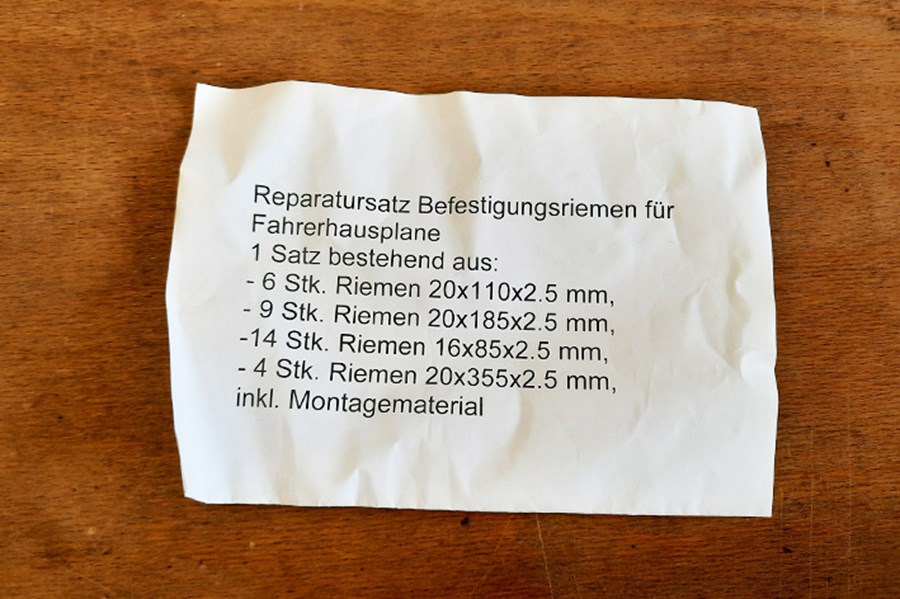 Reparatursatz Befestigungsriemen für
Fahrerhausplane
1 Satz bestehend aus:
- 6 Stk. Riemen 20x110x2.5 mm,
- 9 Stk. Riemen 20x185x2.5 mm,
-14 Stk. Riemen 16x85x2.5 mm,
- 4 Stk. Riemen 20x355x2.5 mm,
inkl. Montagematerial